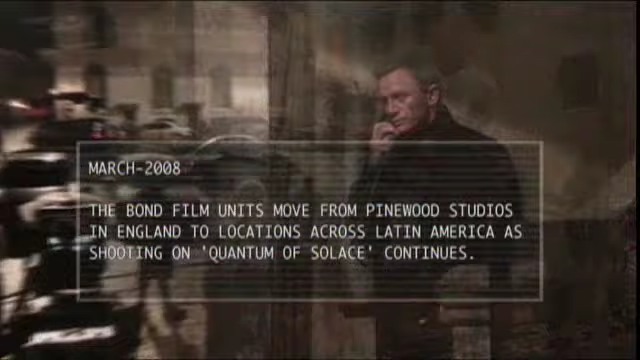 MARCH-2008
THE BOND FILM UNITS MOVE FROM PINEWOOD STUDIOS
IN ENGLAND TO LOCATIONS ACROSS LATIN AMERICA AS
SHOOTING ON 'QUANTUM OF SOLACE' CONTINUES.